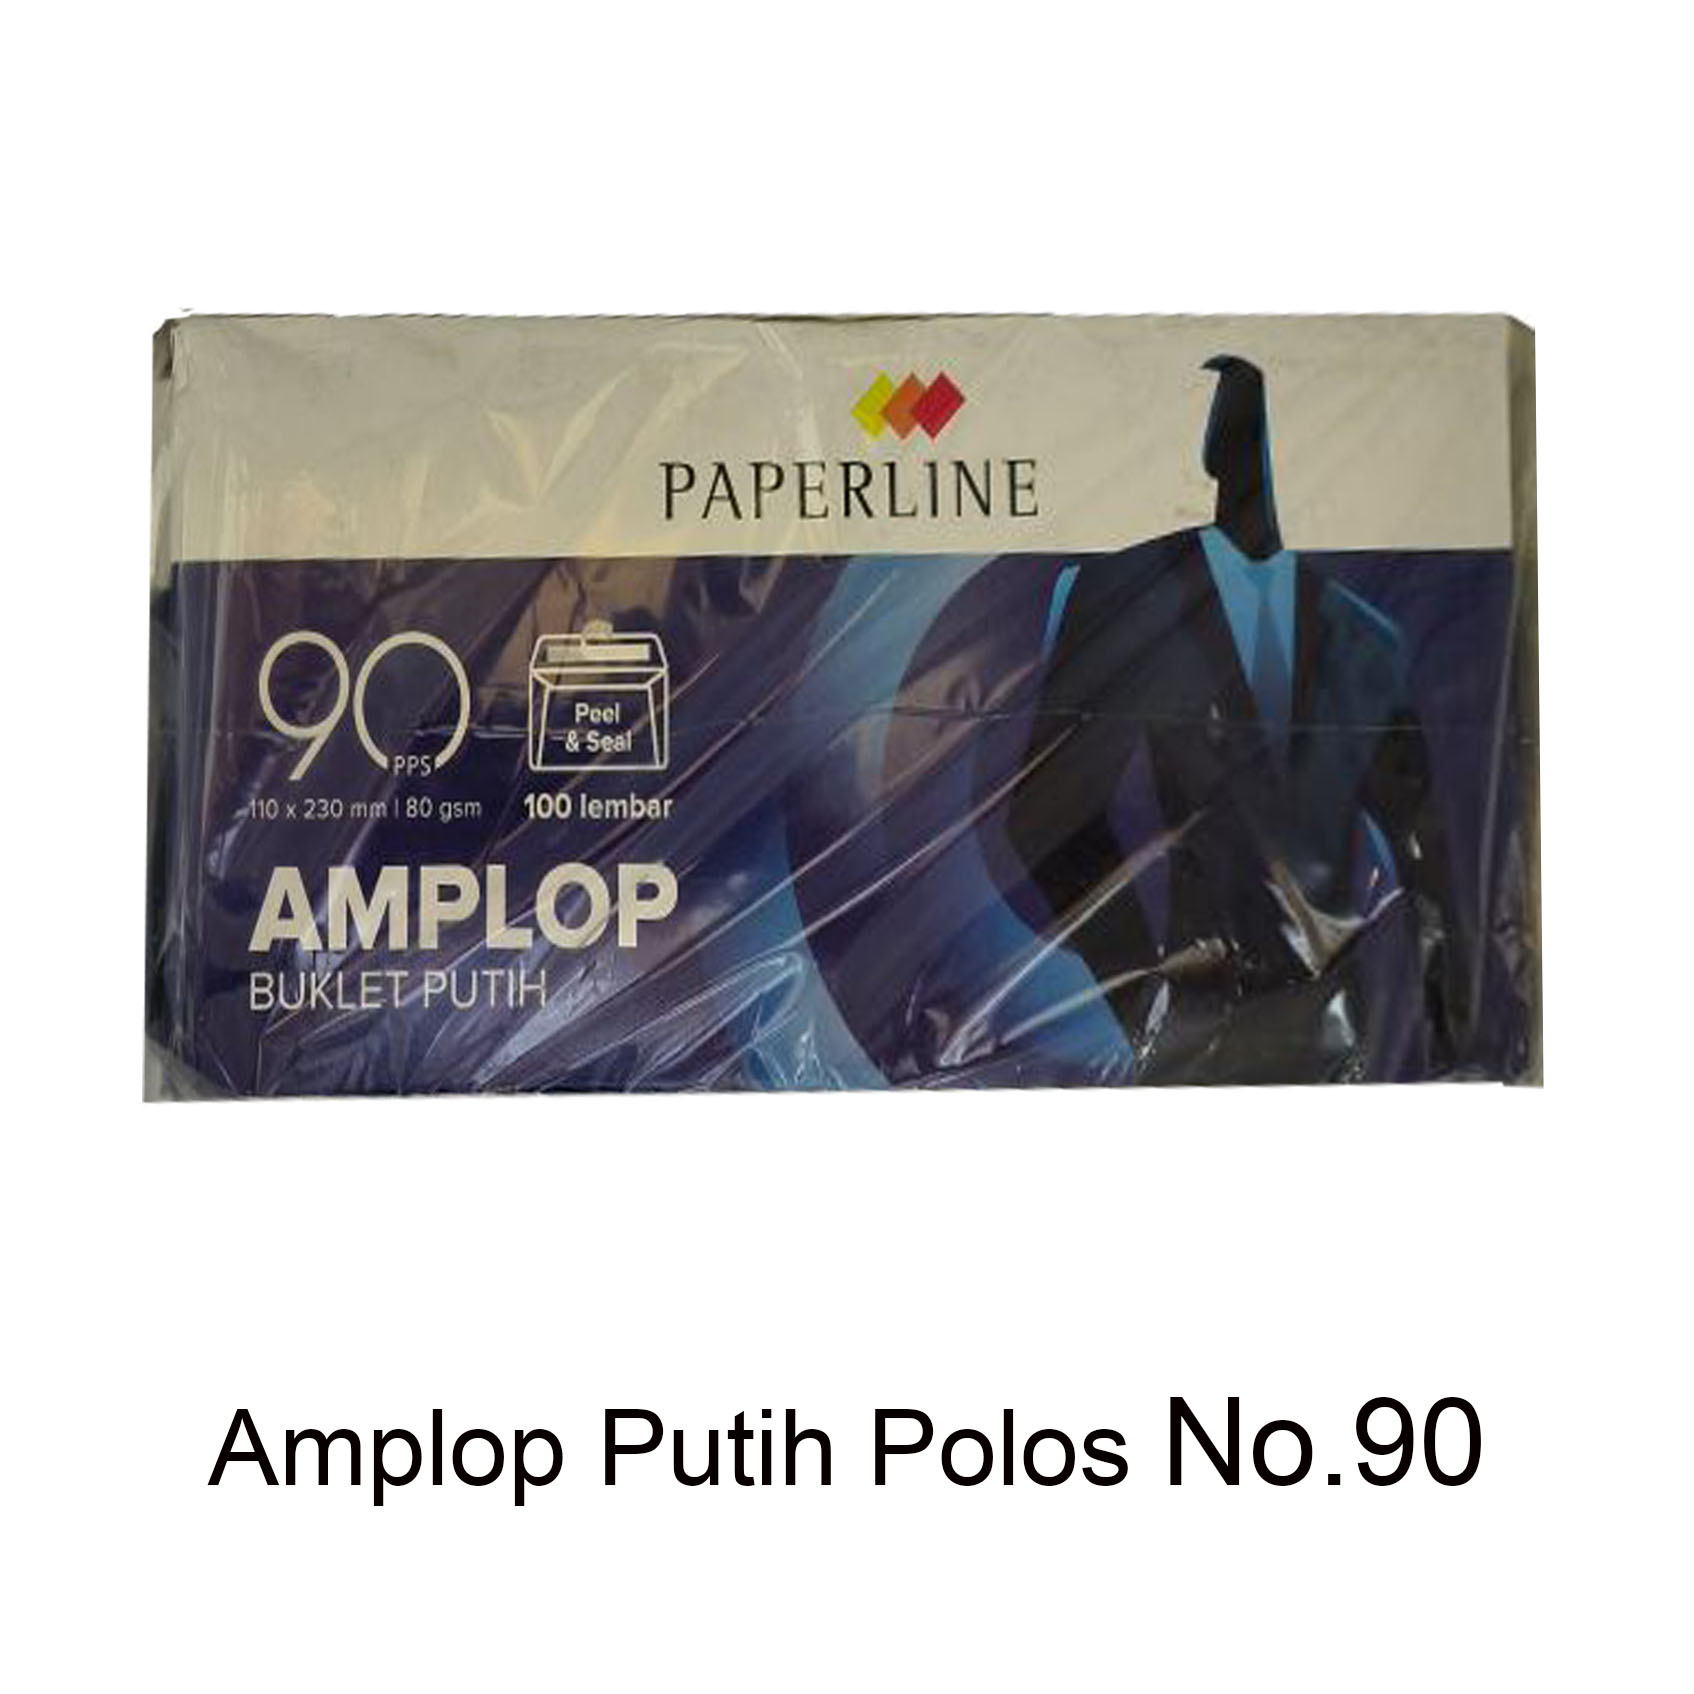 PAPERLINE
90
PPS
110 x 230 mm | 80 gsm
Peel
& Seal
100 lembar
AMPLOP
BUKLET PUTIH
Amplop Putih Polos No.90